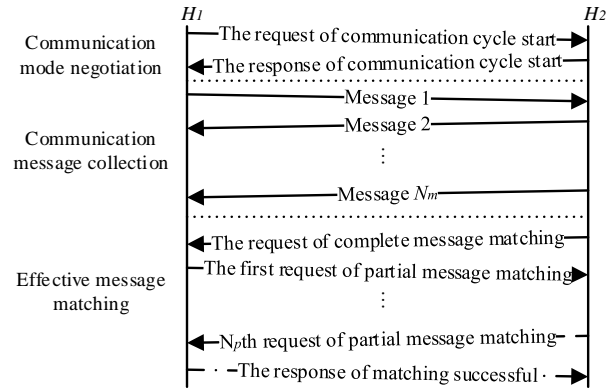 H1 H2
Communication
mode negotiation
The request of communication cycle start
The response of communication cycle start
Communication
message collection
Message 1
Message 2
⋮
Message Nm
Effective message
matching
The request of complete message matching
The first request of partial message matching
⋮
Npth request of partial message matching
The response of matching successful